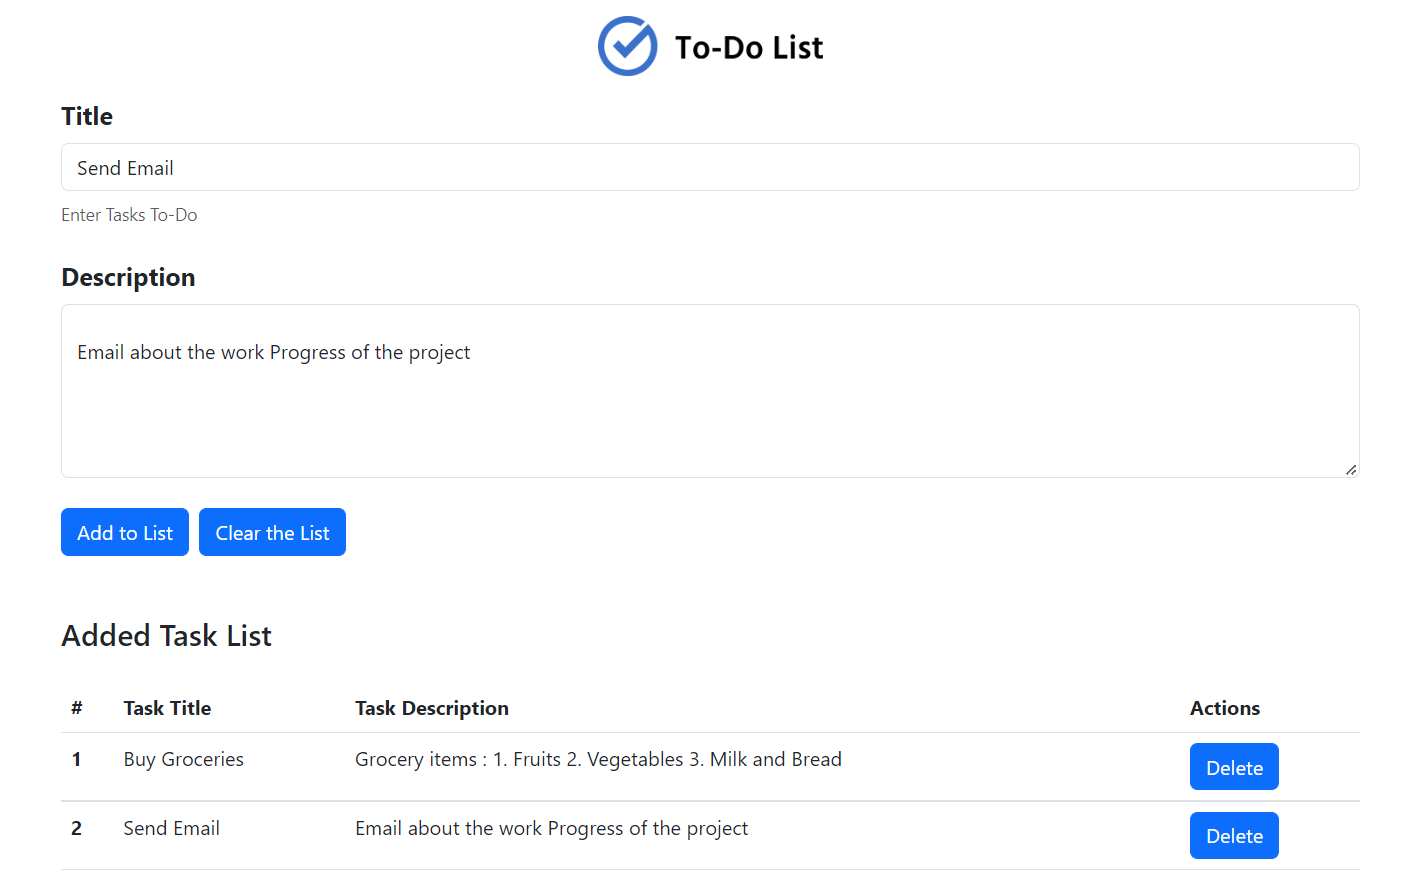 To-Do List
Title
Send Email
Enter Tasks To-Do
Description
Email about the work Progress of the project
Add to List Clear the List
Added Task List
# Task Title Task Description Actions
1 Buy Groceries Grocery items : 1. Fruits 2. Vegetables 3. Milk and Bread Delete
2 Send Email Email about the work Progress of the project Delete